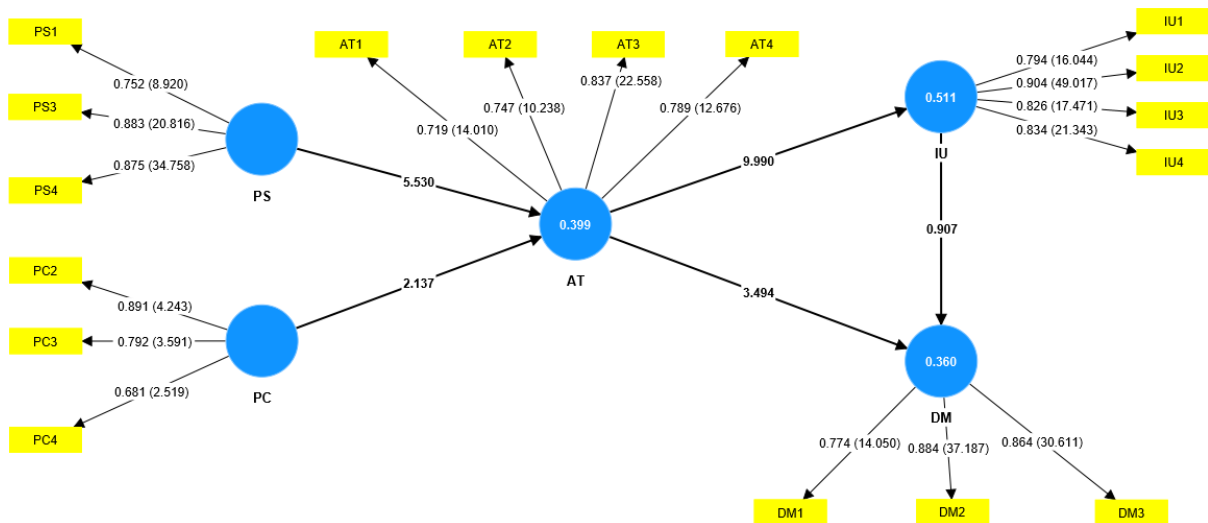 PS1
PS3
PS4
0.752 (8.920)
0.883 (20.816)
0.875 (34.758)
PS
PC2
PC3
PC4
0.891 (4.243)
0.792 (3.591)
0.681 (2.519)
PC
5.530
2.137
AT1
AT2
AT3
AT4
0.719 (14.010)
0.747 (10.238)
0.837 (22.558)
0.789 (12.676)
0.399
AT
9.990
3.494
0.511
IU
0.794 (16.044)
0.904 (49.017)
0.826 (17.471)
0.834 (21.343)
IU1
IU2
IU3
IU4
0.907
0.360
DM
0.774 (14.050)
0.884 (37.187)
0.864 (30.611)
DM1
DM2
DM3